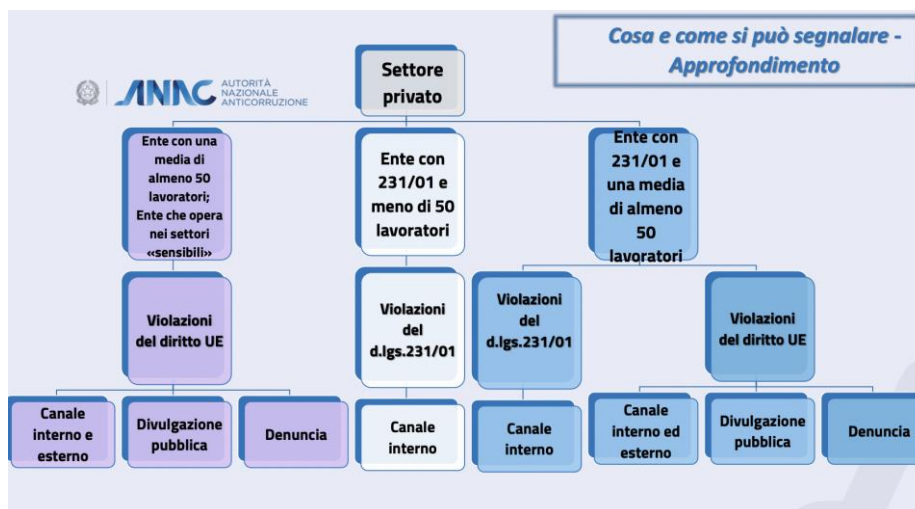 Cosa e come si può segnalare -
Approfondimento
ANAC
AUTORITÀ
NAZIONALE
ANTICORRUZIONE
Settore
privato
Ente con una
media di
almeno 50
lavoratori;
Ente che opera
nei settori
«sensibili»
Ente con
231/01 e
meno di 50
lavoratori
Ente con
231/01 e
una media
di almeno
50
lavoratori
Violazioni
del diritto UE
Violazioni
del
d.lgs.231/01
Violazioni
del
d.lgs.231/01
Violazioni
del diritto UE
Canale
interno e
esterno
Divulgazione
pubblica
Denuncia
Canale
interno
Canale
interno
Canale
interno ed
esterno
Divulgazione
pubblica
Denuncia